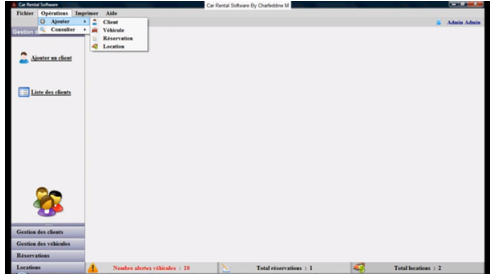 Car Rental Software
Car Rental Software By Charfeddine M
Fichier Opérations Imprimer Aide
Ajouter
Consulter
Client
Véhicule
Réservation
Location
Admin Admin
Gestion
Ajouter un client
Liste des clients
Gestion des clients
Gestion des véhicules
Réservations
Locations
Nombre alertes véhicules : 10
Total réservations : 1
Total locations : 2